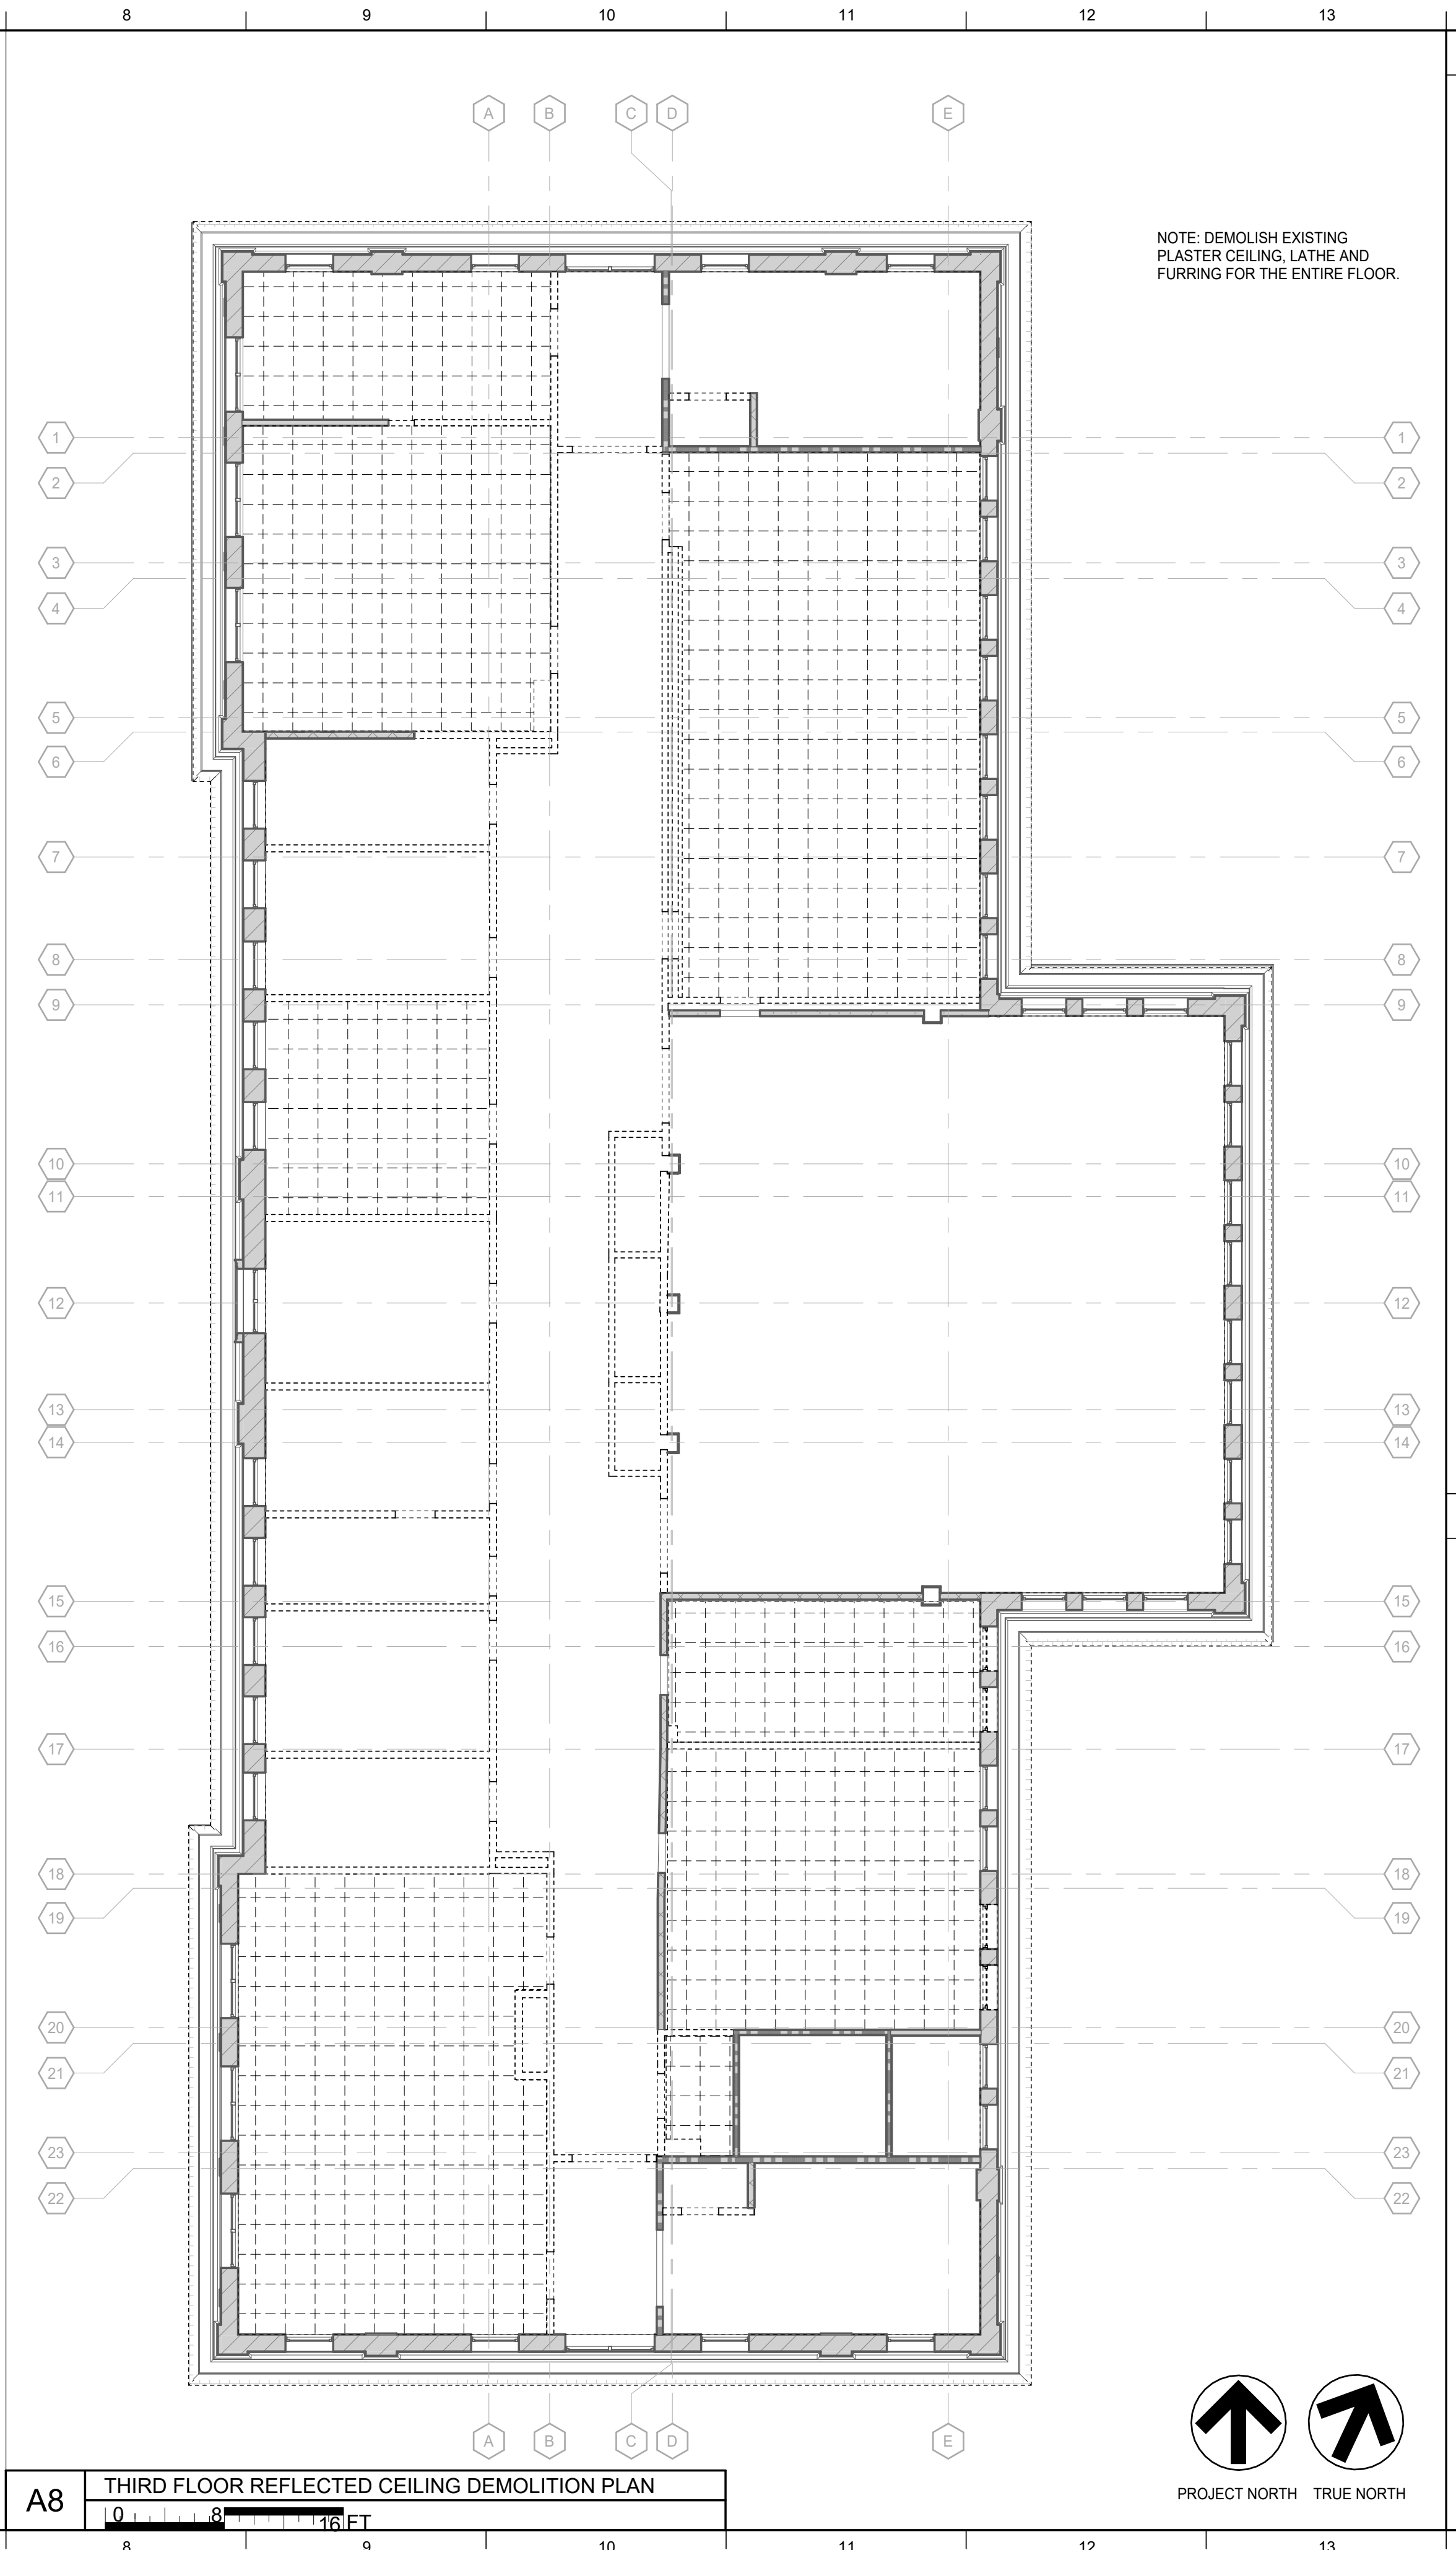 8 9 10 11 12 13
A B C D E
NOTE: DEMOLISH EXISTING
PLASTER CEILING, LATHE AND
FURRING FOR THE ENTIRE FLOOR.
1 1
2 2
3 3
4 4
5 5
6 6
7 7
8 8
9 9
10 10
11 11
12 12
13 13
14 14
15 15
16 16
17 17
18 18
19 19
20 20
21 21
23 23
22 22
A B C D E
PROJECT NORTH TRUE NORTH
A8 THIRD FLOOR REFLECTED CEILING DEMOLITION PLAN
0 8 16 FT
8 9 10 11 12 13